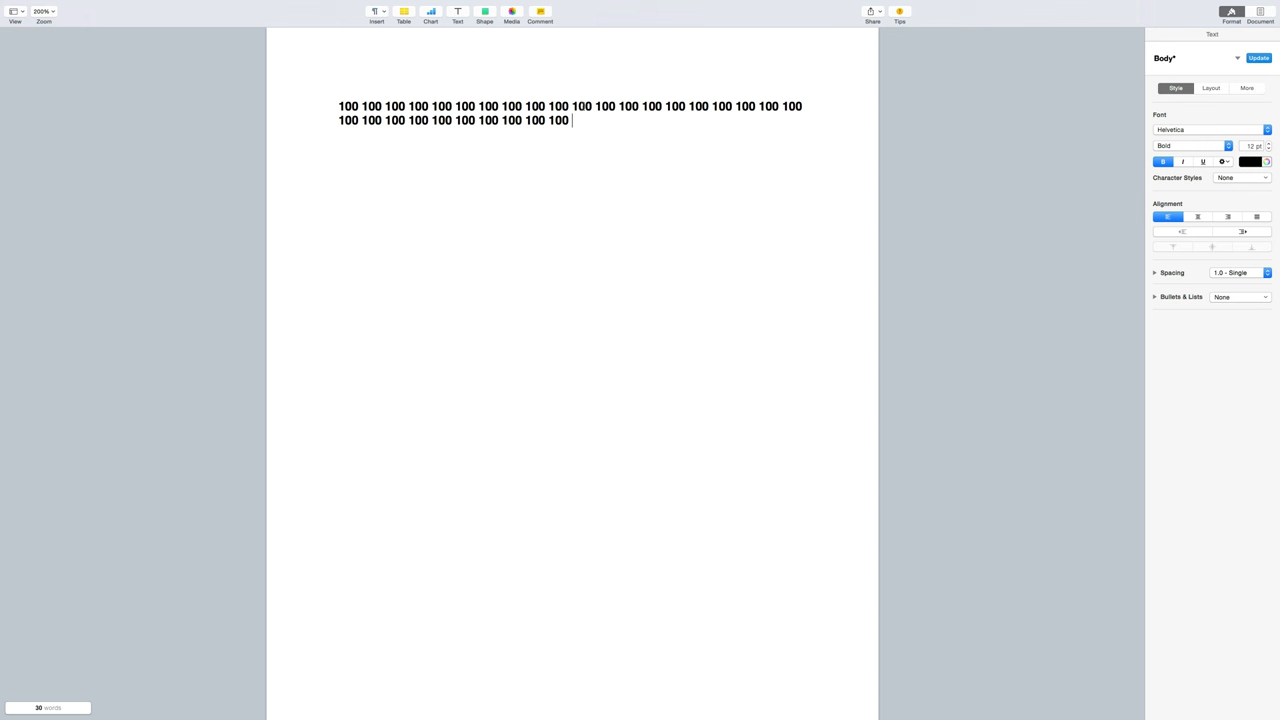 200%
View
Zoom
Insert
Table
Chart
Text
Shape
Media
Comment
Share
Tips
Format
Document
Text
Body*
Update
Style
Layout
More
Font
Helvetica
Bold
12 pt
B I U
Character Styles
None
Alignment
Spacing
1.0 - Single
Bullets & Lists
None
100 100 100 100 100 100 100 100 100 100 100 100 100 100 100 100 100 100 100 100
100 100 100 100 100 100 100 100 100 100
30 words